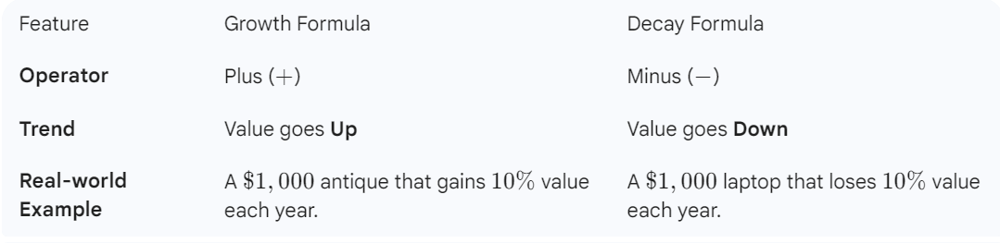 Feature Growth Formula Decay Formula
Operator Plus (+) Minus (−)
Trend Value goes Up Value goes Down
Real-world A $1, 000 antique that gains 10% value A $1, 000 laptop that loses 10% value
Example each year. each year.